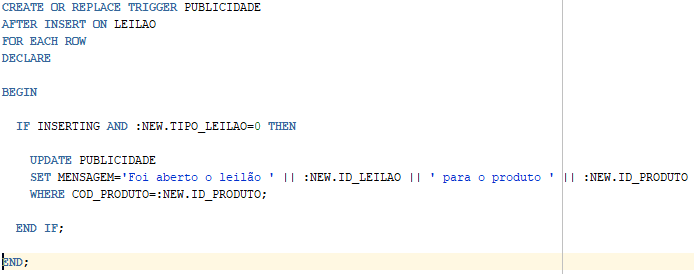 CREATE OR REPLACE TRIGGER PUBLICIDADE
AFTER INSERT ON LEILAO
FOR EACH ROW
DECLARE
BEGIN
IF INSERTING AND :NEW.TIPO_LEILAO=0 THEN
UPDATE PUBLICIDADE
SET MENSAGEM='Foi aberto o leilão ' || :NEW.ID_LEILAO || ' para o produto ' || :NEW.ID_PRODUTO
WHERE COD_PRODUTO=:NEW.ID_PRODUTO;
END IF;
END;